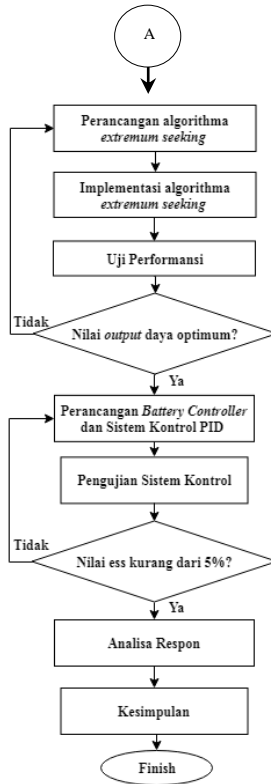 A
Perancangan algorithma
extremum seeking
Implementasi algorithma
extremum seeking
Uji Performansi
Tidak
Nilai output daya optimum?
Ya
Perancangan Battery Controller
dan Sistem Kontrol PID
Pengujian Sistem Kontrol
Tidak
Nilai ess kurang dari 5%?
Ya
Analisa Respon
Kesimpulan
Finish